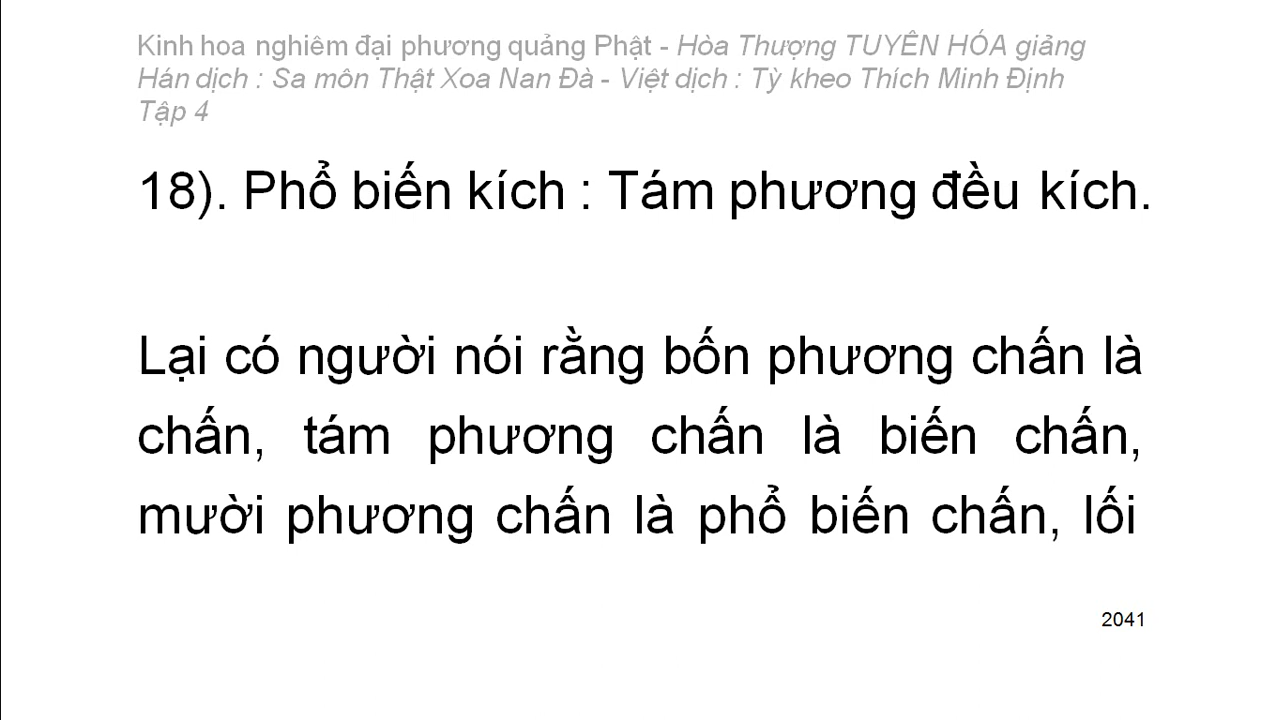 Kinh hoa nghiêm đại phương quảng Phật - Hòa Thượng TUYÊN HÓA giảng
Hán dịch : Sa môn Thật Xoa Nan Đà - Việt dịch : Tỳ kheo Thích Minh Định
Tập 4
18). Phổ biến kích : Tám phương đều kích.
Lại có người nói rằng bốn phương chấn là
chấn, tám phương chấn là biến chấn,
mười phương chấn là phổ biến chấn, lối
2041